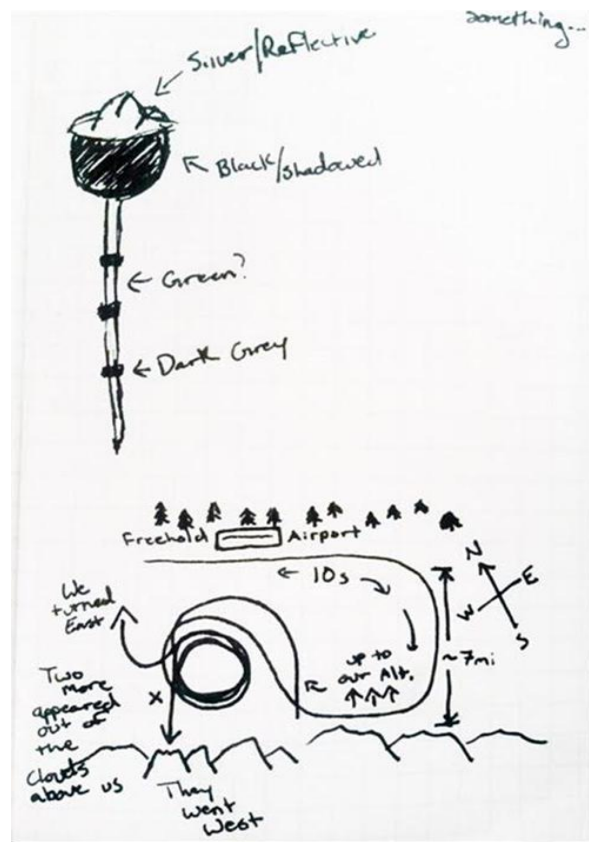 something...
Silver/Reflective
Black/shadowed
Green?
Dark Grey
Freehold Airport
10s
N
E
W
S
We
turned
East
~7mi
up to
our Alt.
Two
more
appeared
out of
the
clouds
above us
X
They
went
West